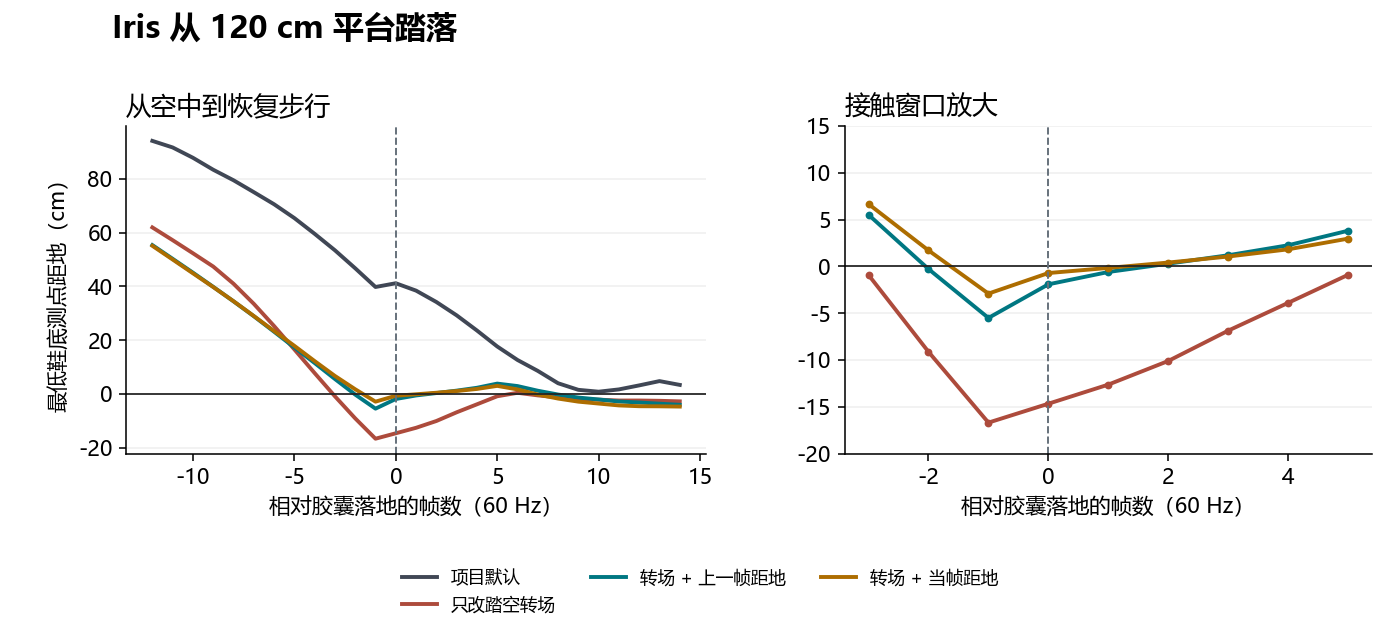 Iris 从 120 cm 平台踏落
从空中到恢复步行
最低鞋底测点距地（cm）
80
60
40
20
0
-20
-10
-5
0
5
10
15
相对胶囊落地的帧数（60 Hz）
接触窗口放大
15
10
5
0
-5
-10
-15
-20
-2
0
2
4
相对胶囊落地的帧数（60 Hz）
项目默认
转场 + 上一帧距地
转场 + 当帧距地
只改踏空转场